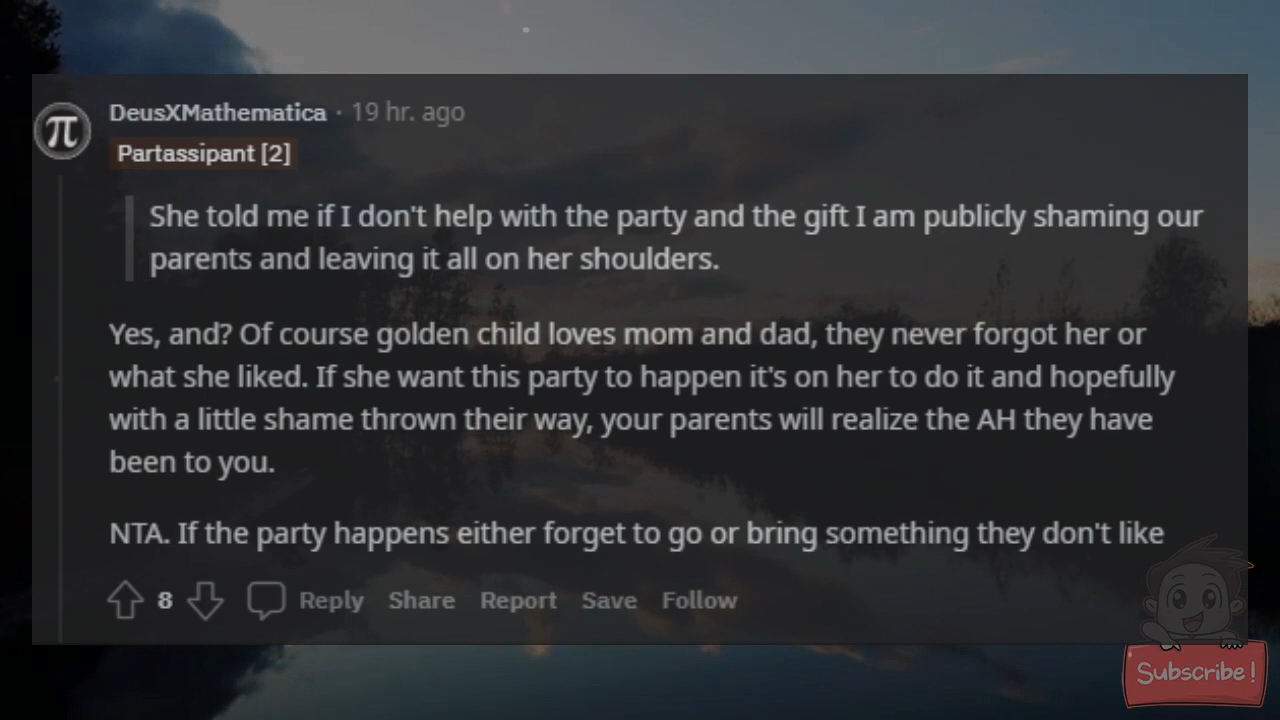 DeusXMathematica · 19 hr. ago
Partassipant [2]
She told me if I don't help with the party and the gift I am publicly shaming our
parents and leaving it all on her shoulders.
Yes, and? Of course golden child loves mom and dad, they never forgot her or
what she liked. If she want this party to happen it's on her to do it and hopefully
with a little shame thrown their way, your parents will realize the AH they have
been to you.
NTA. If the party happens either forget to go or bring something they don't like
8 Reply Share Report Save Follow
Subscribe!